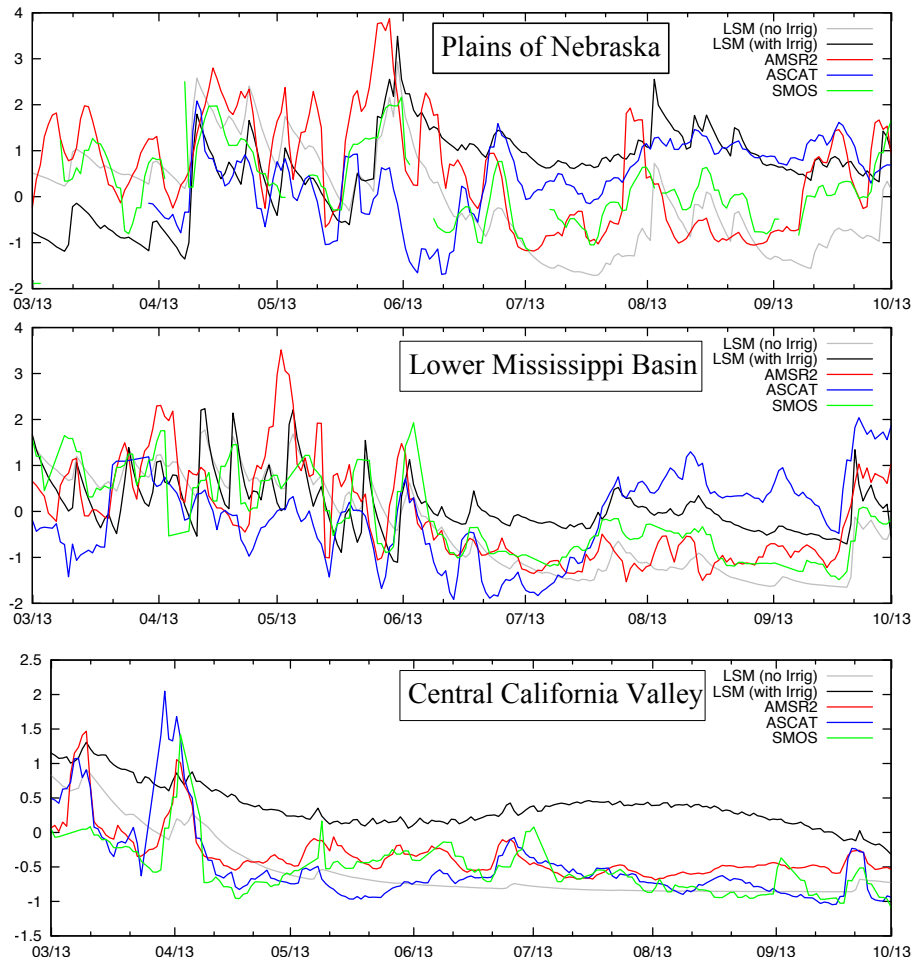 Plains of Nebraska
LSM (no Irrig)
LSM (with Irrig)
AMSR2
ASCAT
SMOS
4
3
2
1
0
-1
-2
03/13 04/13 05/13 06/13 07/13 08/13 09/13 10/13
Lower Mississippi Basin
LSM (no Irrig)
LSM (with Irrig)
AMSR2
ASCAT
SMOS
4
3
2
1
0
-1
-2
03/13 04/13 05/13 06/13 07/13 08/13 09/13 10/13
Central California Valley
LSM (no Irrig)
LSM (with Irrig)
AMSR2
ASCAT
SMOS
2.5
2
1.5
1
0.5
0
-0.5
-1
-1.5
03/13 04/13 05/13 06/13 07/13 08/13 09/13 10/13